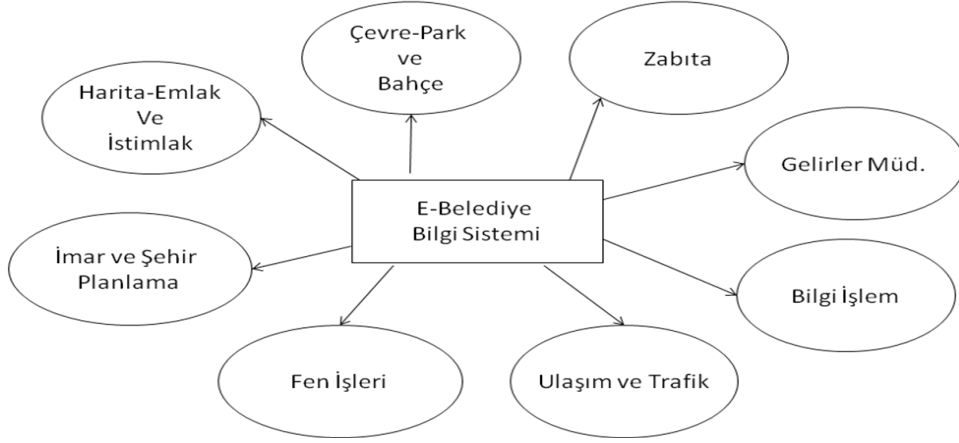 Çevre-Park
ve
Bahçe
Zabıta
Harita-Emlak
Ve
İstimlak
Gelirler Müd.
E-Belediye
Bilgi Sistemi
İmar ve Şehir
Planlama
Bilgi İşlem
Fen İşleri
Ulaşım ve Trafik